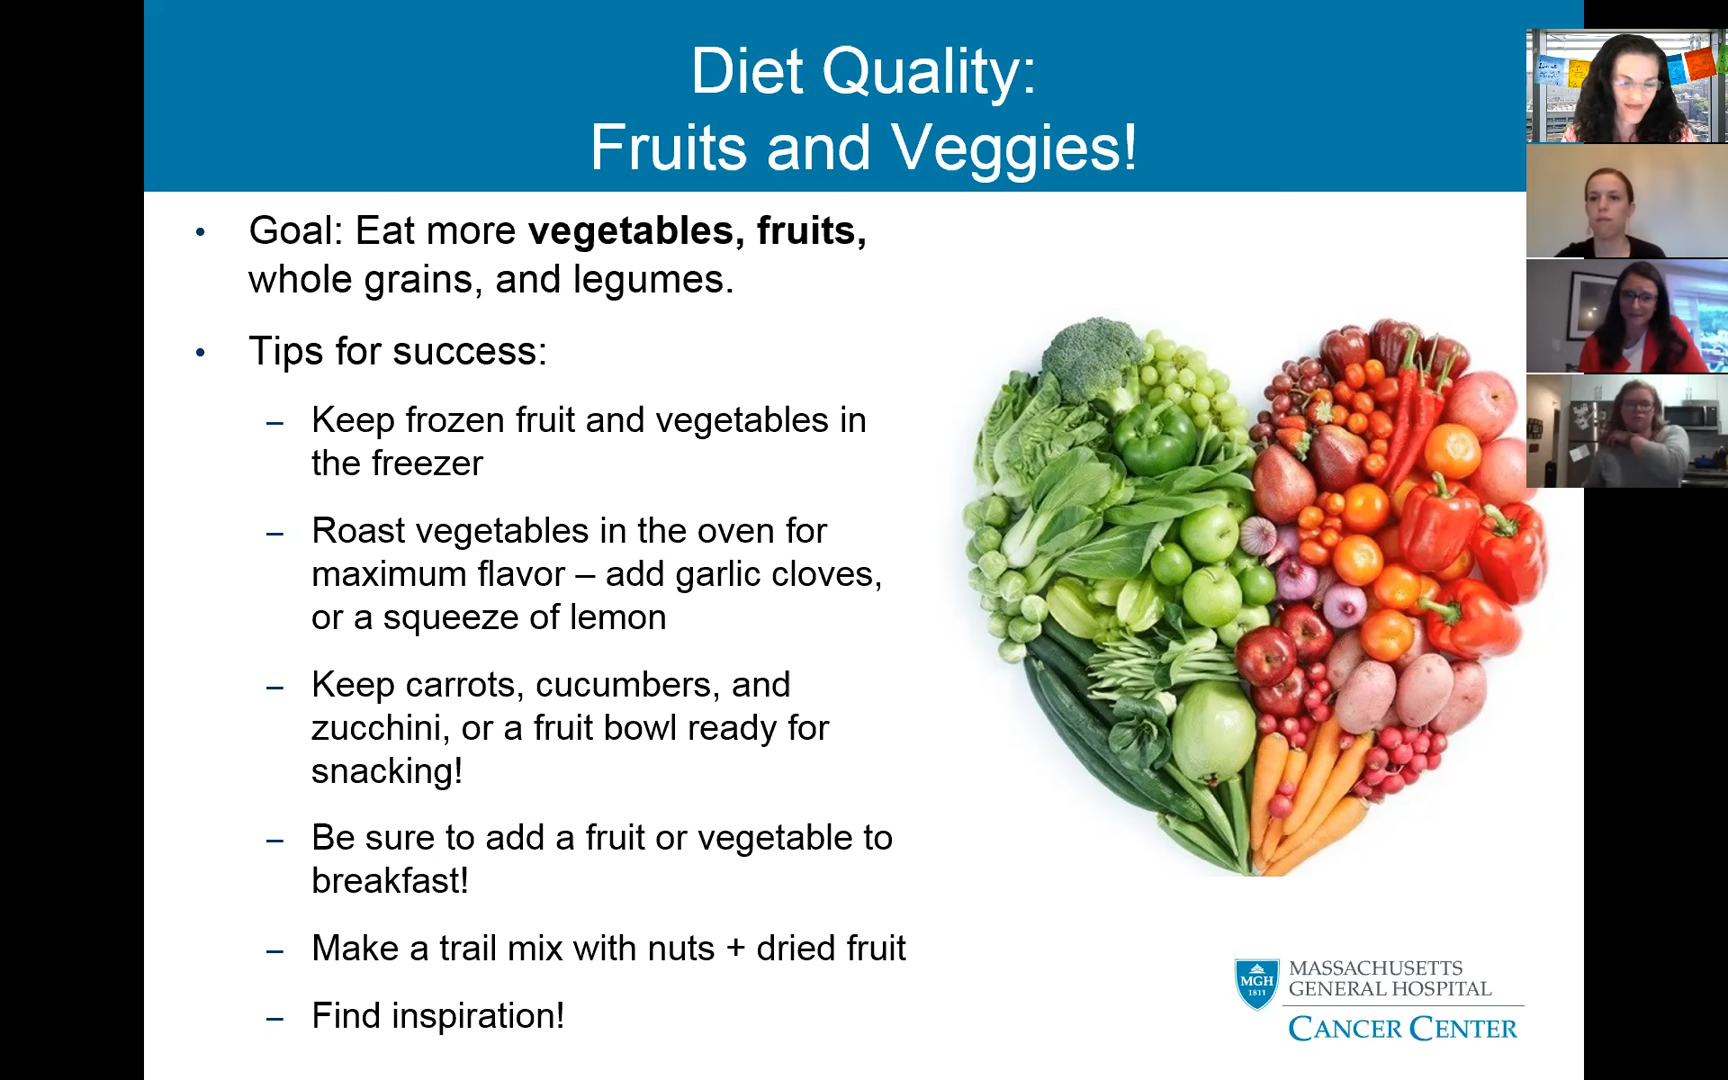 Diet Quality:
Fruits and Veggies!
• Goal: Eat more vegetables, fruits,
whole grains, and legumes.
• Tips for success:
– Keep frozen fruit and vegetables in
the freezer
– Roast vegetables in the oven for
maximum flavor – add garlic cloves,
or a squeeze of lemon
– Keep carrots, cucumbers, and
zucchini, or a fruit bowl ready for
snacking!
– Be sure to add a fruit or vegetable to
breakfast!
– Make a trail mix with nuts + dried fruit
– Find inspiration!
MGH
1811
MASSACHUSETTS
GENERAL HOSPITAL
CANCER CENTER